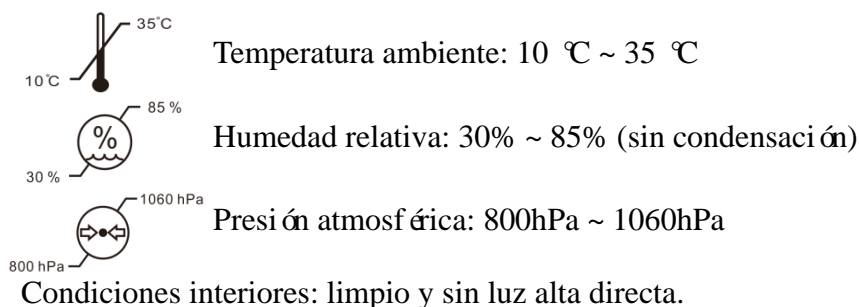 35°C
Temperatura ambiente: 10 ℃ ~ 35 ℃
10℃
85 %
%
Humedad relativa: 30% ~ 85% (sin condensación)
30 %
1060 hPa
Presión atmosférica: 800hPa ~ 1060hPa
800 hPa
Condiciones interiores: limpio y sin luz alta directa.